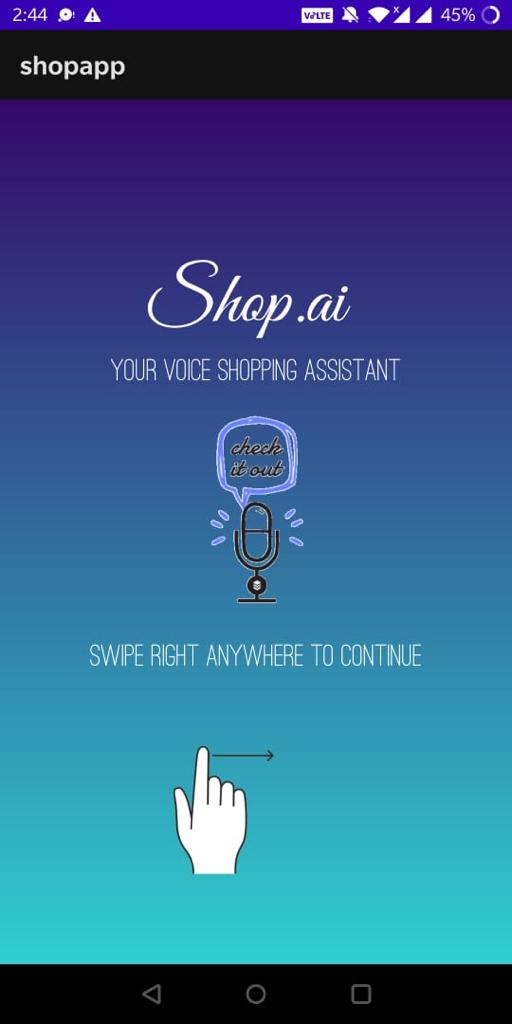 2:44
VoLTE
x
45%
shopapp
Shop.ai
YOUR VOICE SHOPPING ASSISTANT
check
it out
SWIPE RIGHT ANYWHERE TO CONTINUE